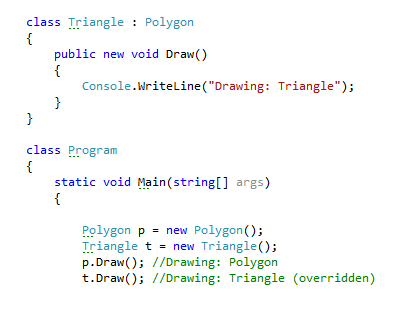 class Triangle : Polygon
{
    public new void Draw()
    {
        Console.WriteLine("Drawing: Triangle");
    }
}

class Program
{
    static void Main(string[] args)
    {

        Polygon p = new Polygon();
        Triangle t = new Triangle();
        p.Draw(); //Drawing: Polygon
        t.Draw(); //Drawing: Triangle (overridden)